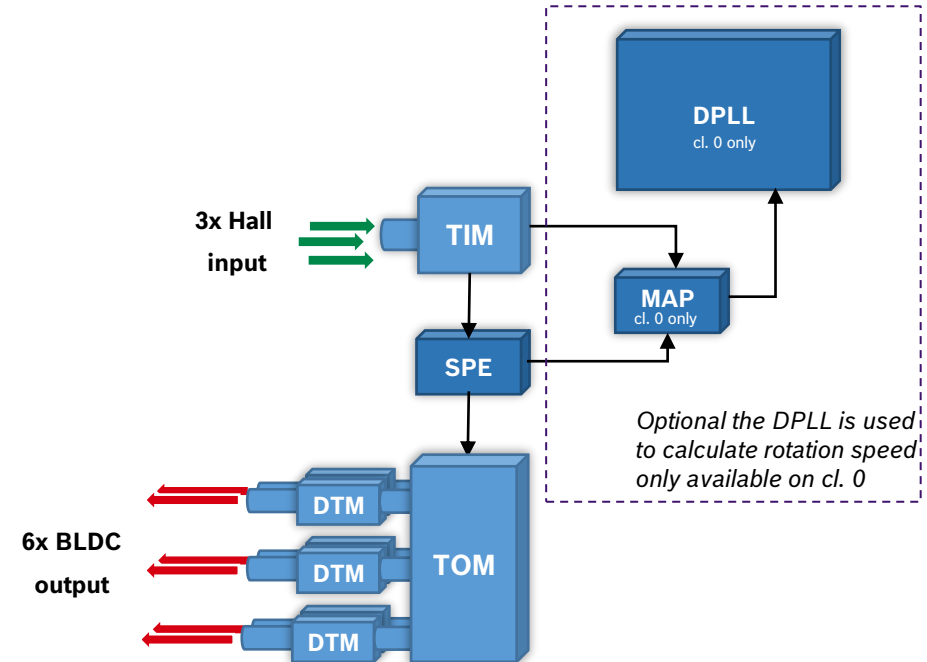 DPLL
cl. 0 only
3x Hall
input
TIM
MAP
cl. 0 only
SPE
Optional the DPLL is used
to calculate rotation speed
only available on cl. 0
6x BLDC
output
DTM
DTM
DTM
TOM